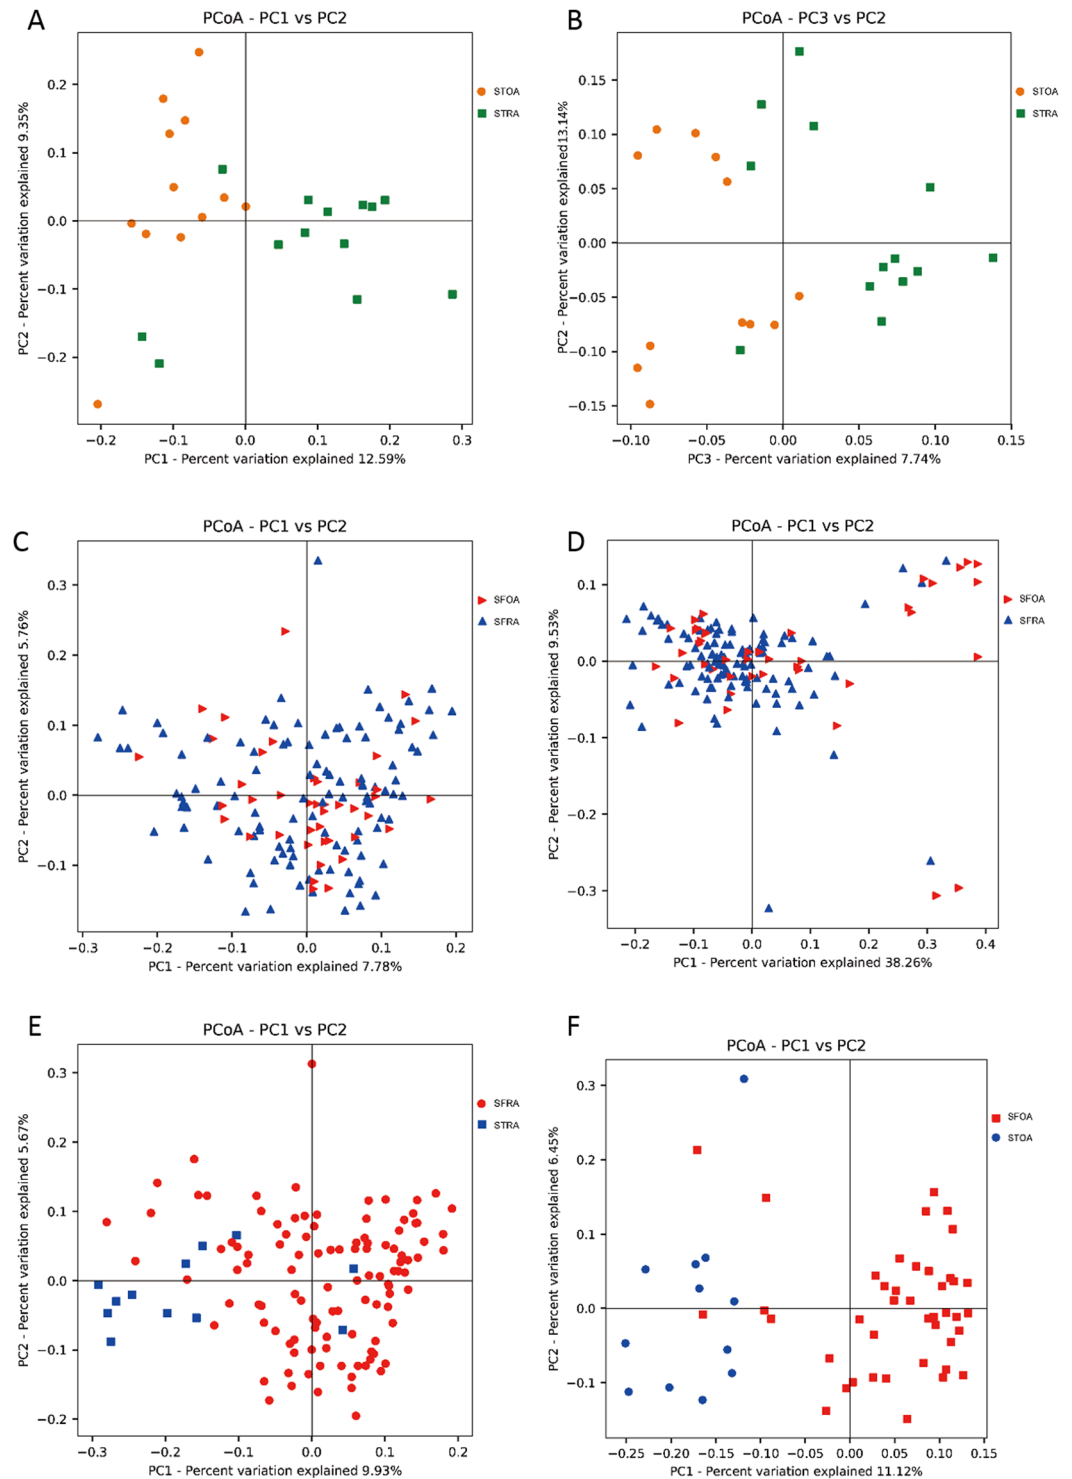 A
PCoA - PC1 vs PC2
PC2 - Percent variation explained 9.35%
0.2
0.1
0.0
−0.1
−0.2
−0.2 −0.1 0.0 0.1 0.2 0.3
PC1 - Percent variation explained 12.59%
STOA
STRA
B
PCoA - PC3 vs PC2
PC2 - Percent variation explained13.14%
0.15
0.10
0.05
0.00
−0.05
−0.10
−0.15
−0.10 −0.05 0.00 0.05 0.10 0.15
PC3 - Percent variation explained 7.74%
STOA
STRA
C
PCoA - PC1 vs PC2
PC2 - Percent variation explained 5.76%
0.3
0.2
0.1
0.0
−0.1
−0.3 −0.2 −0.1 0.0 0.1 0.2
PC1 - Percent variation explained 7.78%
SFOA
SFRA
D
PCoA - PC1 vs PC2
PC2 - Percent variation explained 9.53%
0.1
0.0
−0.1
−0.2
−0.3
−0.2 −0.1 0.0 0.1 0.2 0.3 0.4
PC1 - Percent variation explained 38.26%
SFOA
SFRA
E
PCoA - PC1 vs PC2
PC2 - Percent variation explained 5.67%
0.3
0.2
0.1
0.0
−0.1
−0.2
−0.3 −0.2 −0.1 0.0 0.1 0.2
PC1 - Percent variation explained 9.93%
SFRA
STRA
F
PCoA - PC1 vs PC2
PC2 - Percent variation explained 6.45%
0.3
0.2
0.1
0.0
−0.1
−0.25 −0.20 −0.15 −0.10 −0.05 0.00 0.05 0.10 0.15
PC1 - Percent variation explained 11.12%
SFOA
STOA